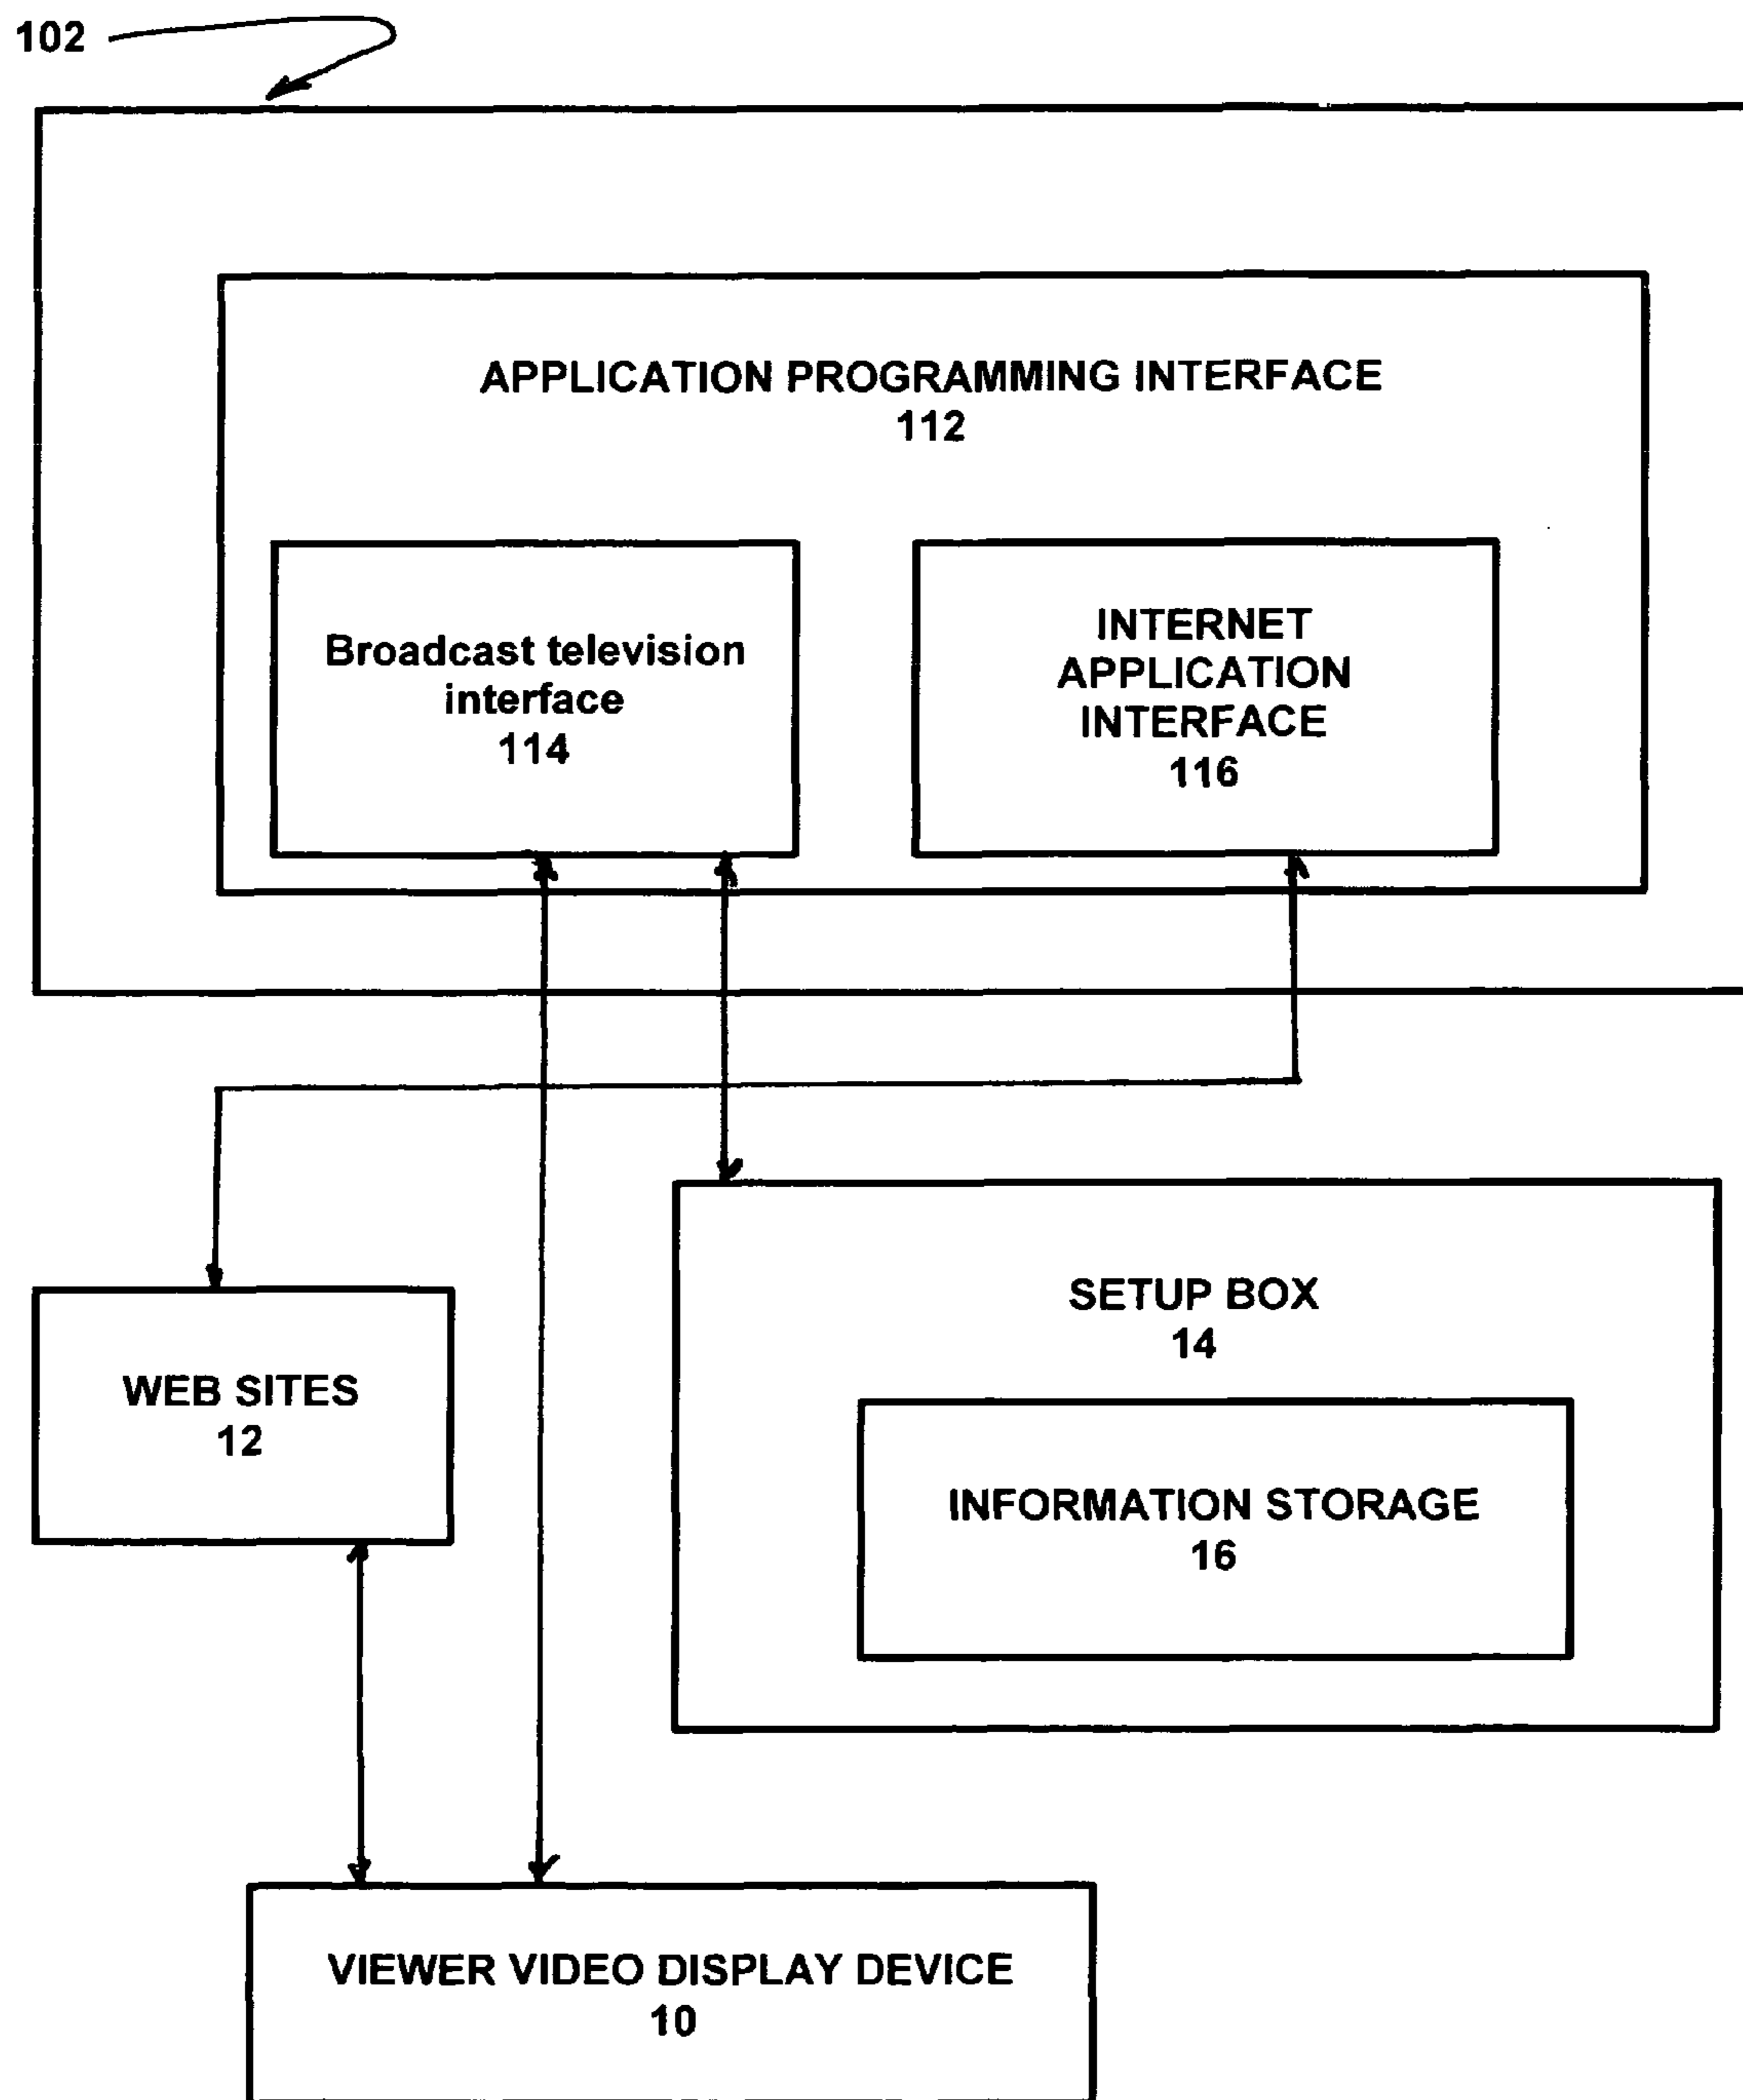 102
APPLICATION PROGRAMMING INTERFACE
112
Broadcast television
interface
114
INTERNET
APPLICATION
INTERFACE
116
SETUP BOX
14
WEB SITES
12
INFORMATION STORAGE
16
VIEWER VIDEO DISPLAY DEVICE
10